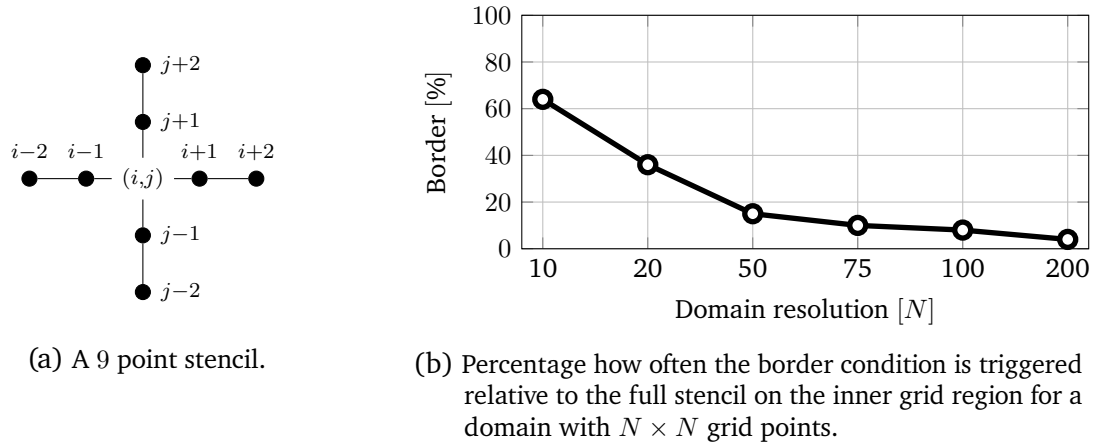 j+2
j+1
i−2 i−1 i+1 i+2
(i,j)
j−1
j−2
(a) A 9 point stencil.
100
80
60
40
20
0
Border [%]
10 20 50 75 100 200
Domain resolution [N]
(b) Percentage how often the border condition is triggered
relative to the full stencil on the inner grid region for a
domain with N × N grid points.